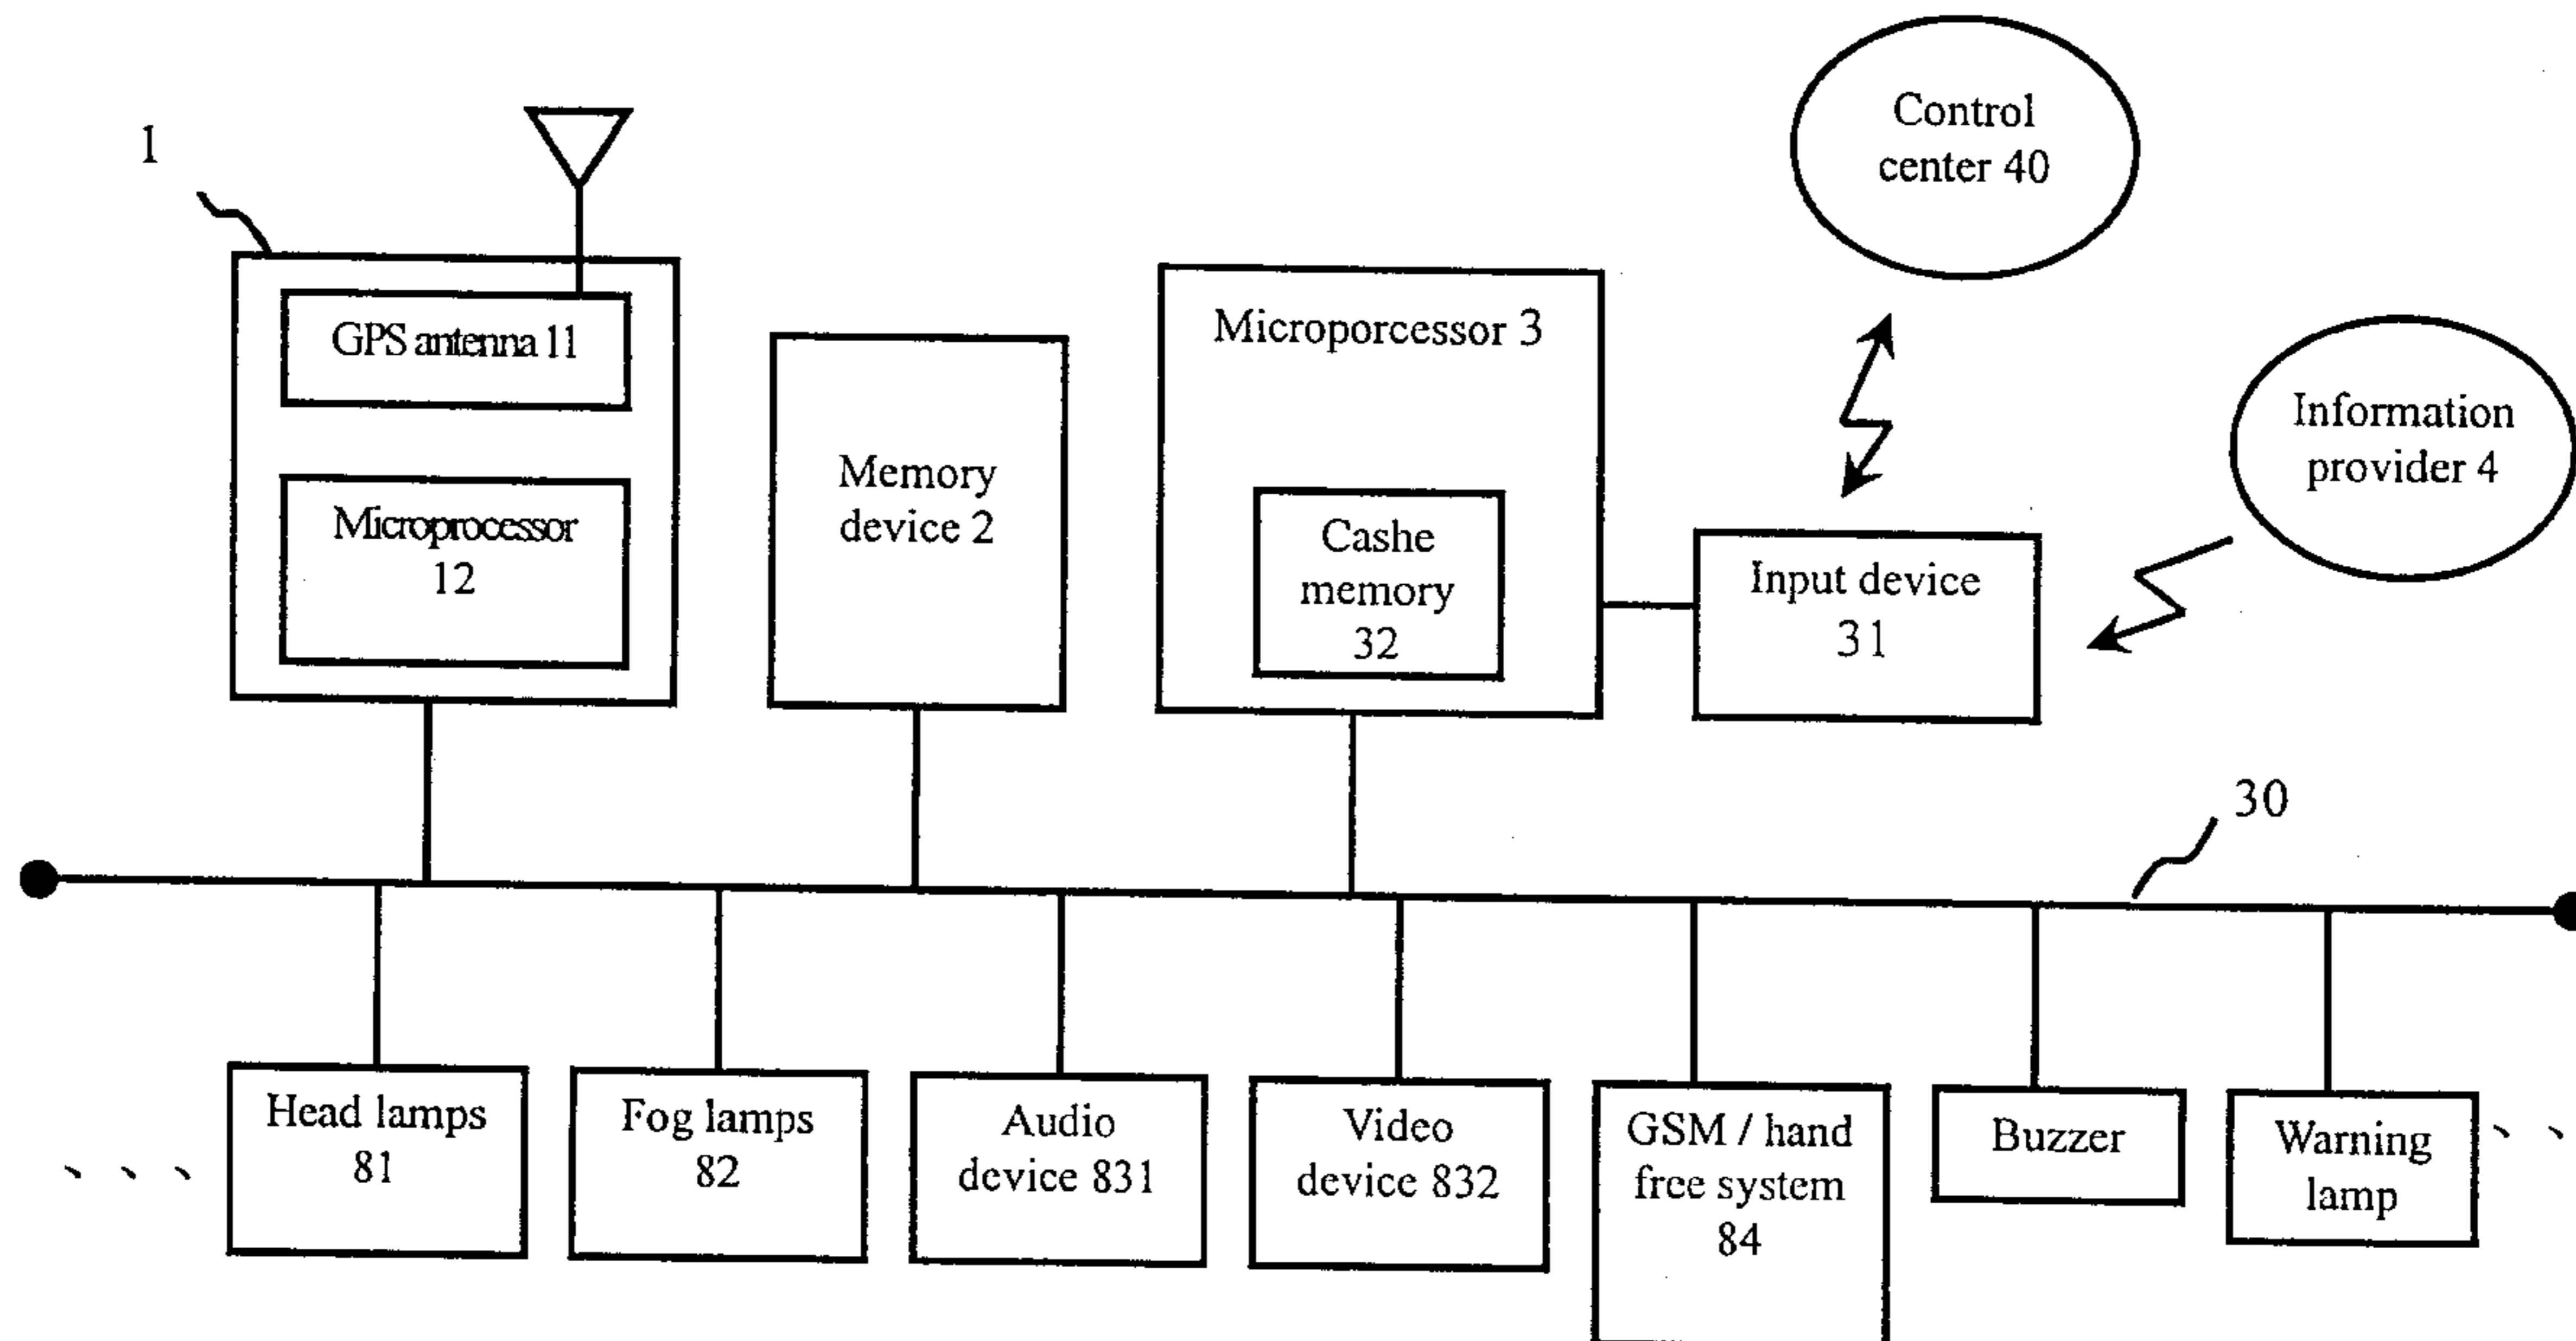 1
GPS antenna 11
Microprocessor
12
Memory
device 2
Microporcessor 3
Cashe
memory
32
Control
center 40
Information
provider 4
Input device
31
30
Head lamps
81
Fog lamps
82
Audio
device 831
Video
device 832
GSM / hand
free system
84
Buzzer
Warning
lamp